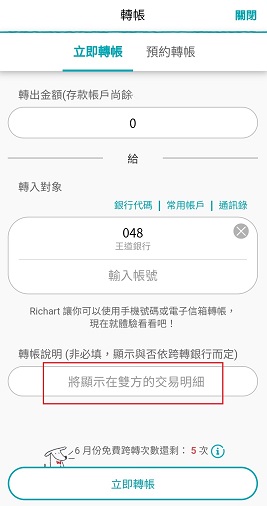 轉帳
關閉
立即轉帳
預約轉帳
轉出金額(存款帳戶尚餘
0
給
轉入對象
銀行代碼 | 常用帳戶 | 通訊錄
048
王道銀行
輸入帳號
Richart 讓你可以使用手機號碼或電子信箱轉帳，
現在就體驗看看吧！
轉帳說明 (非必填，顯示與否依跨轉銀行而定)
將顯示在雙方的交易明細
6 月份免費跨轉次數還剩： 5 次
立即轉帳